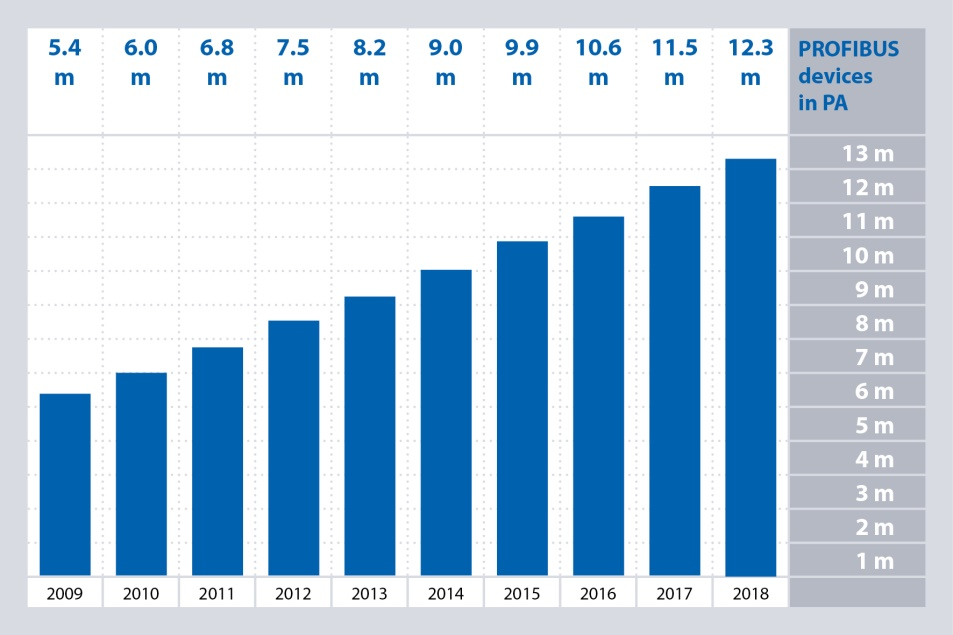 5.4 6.0 6.8 7.5 8.2 9.0 9.9 10.6 11.5 12.3 PROFIBUS
m m m m m m m m m m devices
in PA
13 m
12 m
11 m
10 m
9 m
8 m
7 m
6 m
5 m
4 m
3 m
2 m
1 m
2009 2010 2011 2012 2013 2014 2015 2016 2017 2018